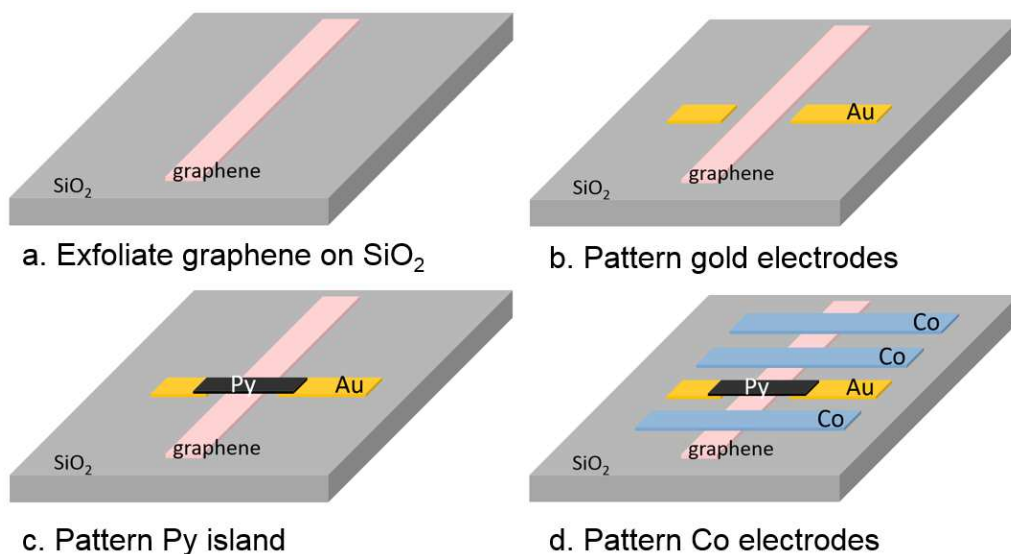 graphene
SiO₂
a. Exfoliate graphene on SiO₂
Au
graphene
SiO₂
b. Pattern gold electrodes
Py
Au
graphene
SiO₂
c. Pattern Py island
Co
Co
Py
Au
Co
graphene
SiO₂
d. Pattern Co electrodes